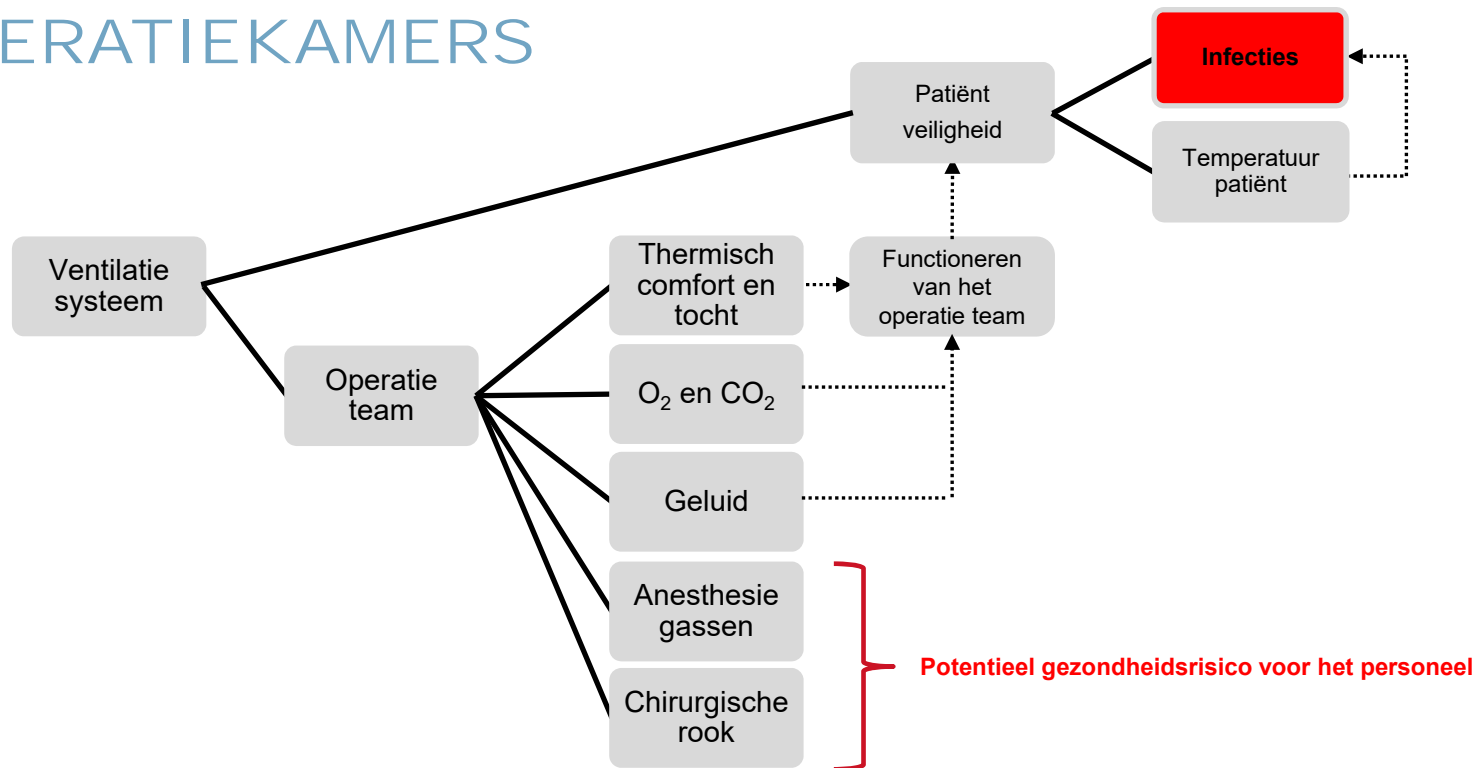 ERATIEKAMERS
Infecties
Patiënt
veiligheid
Temperatuur
patiënt
Ventilatie
systeem
Thermisch
comfort en
tocht
Functioneren
van het
operatie team
Operatie
team
O₂ en CO₂
Geluid
Anesthesie
gassen
Potentieel gezondheidsrisico voor het personeel
Chirurgische
rook